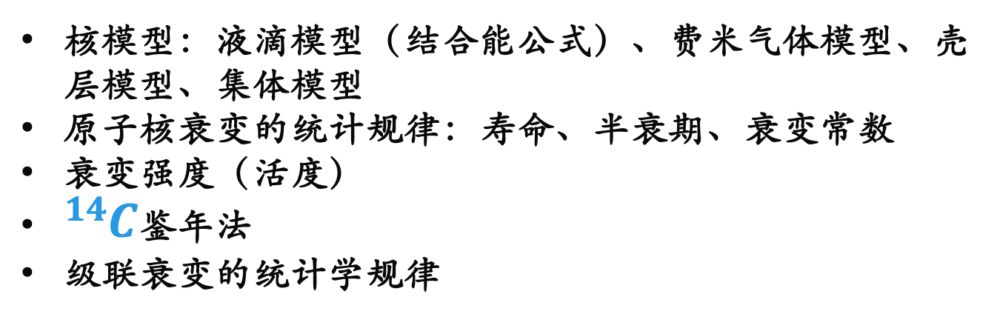 • 核模型：液滴模型（结合能公式）、费米气体模型、壳
层模型、集体模型
• 原子核衰变的统计规律：寿命、半衰期、衰变常数
• 衰变强度（活度）
• ¹⁴C鉴年法
• 级联衰变的统计学规律